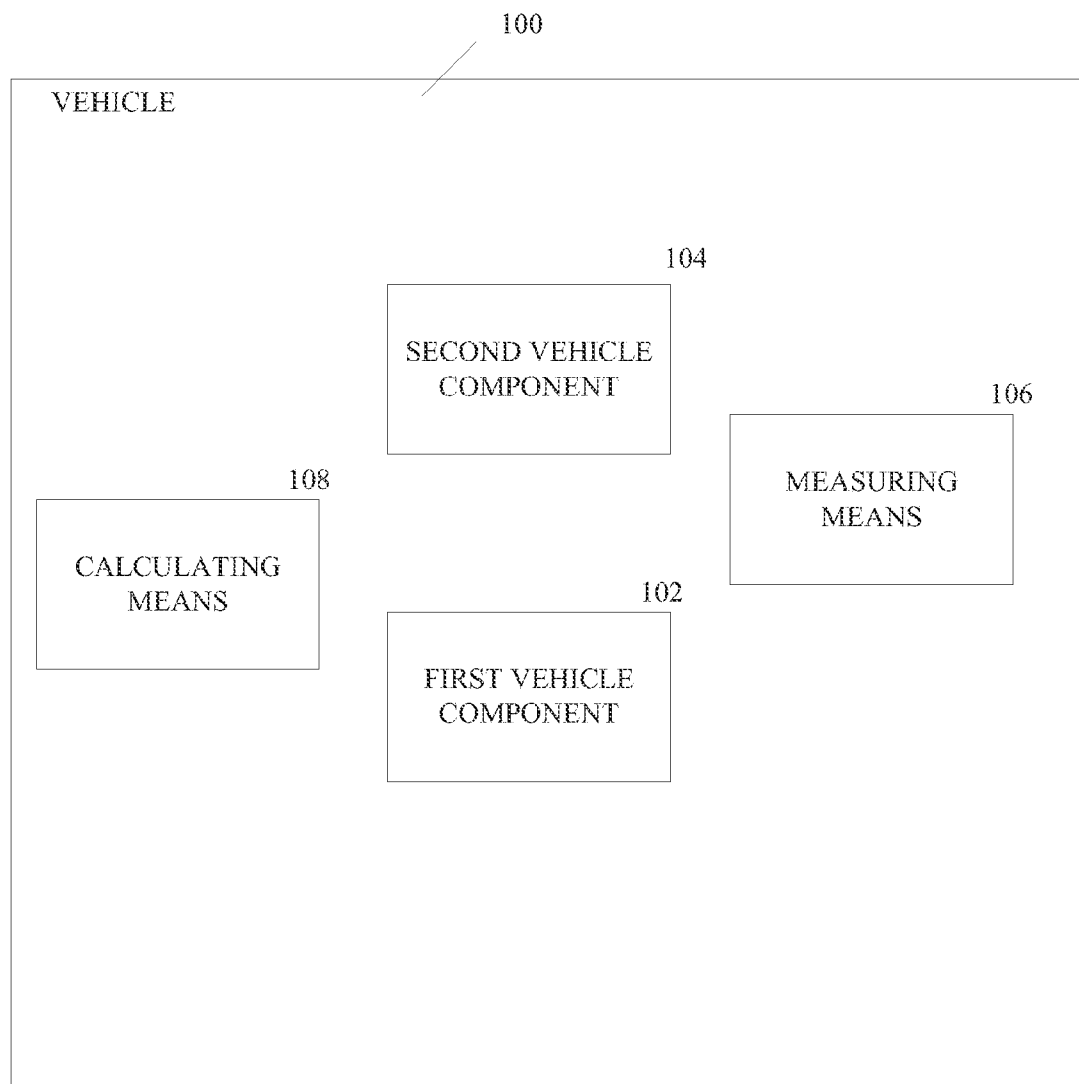 100
VEHICLE
104
SECOND VEHICLE
COMPONENT
106
MEASURING
MEANS
108
CALCULATING
MEANS
102
FIRST VEHICLE
COMPONENT